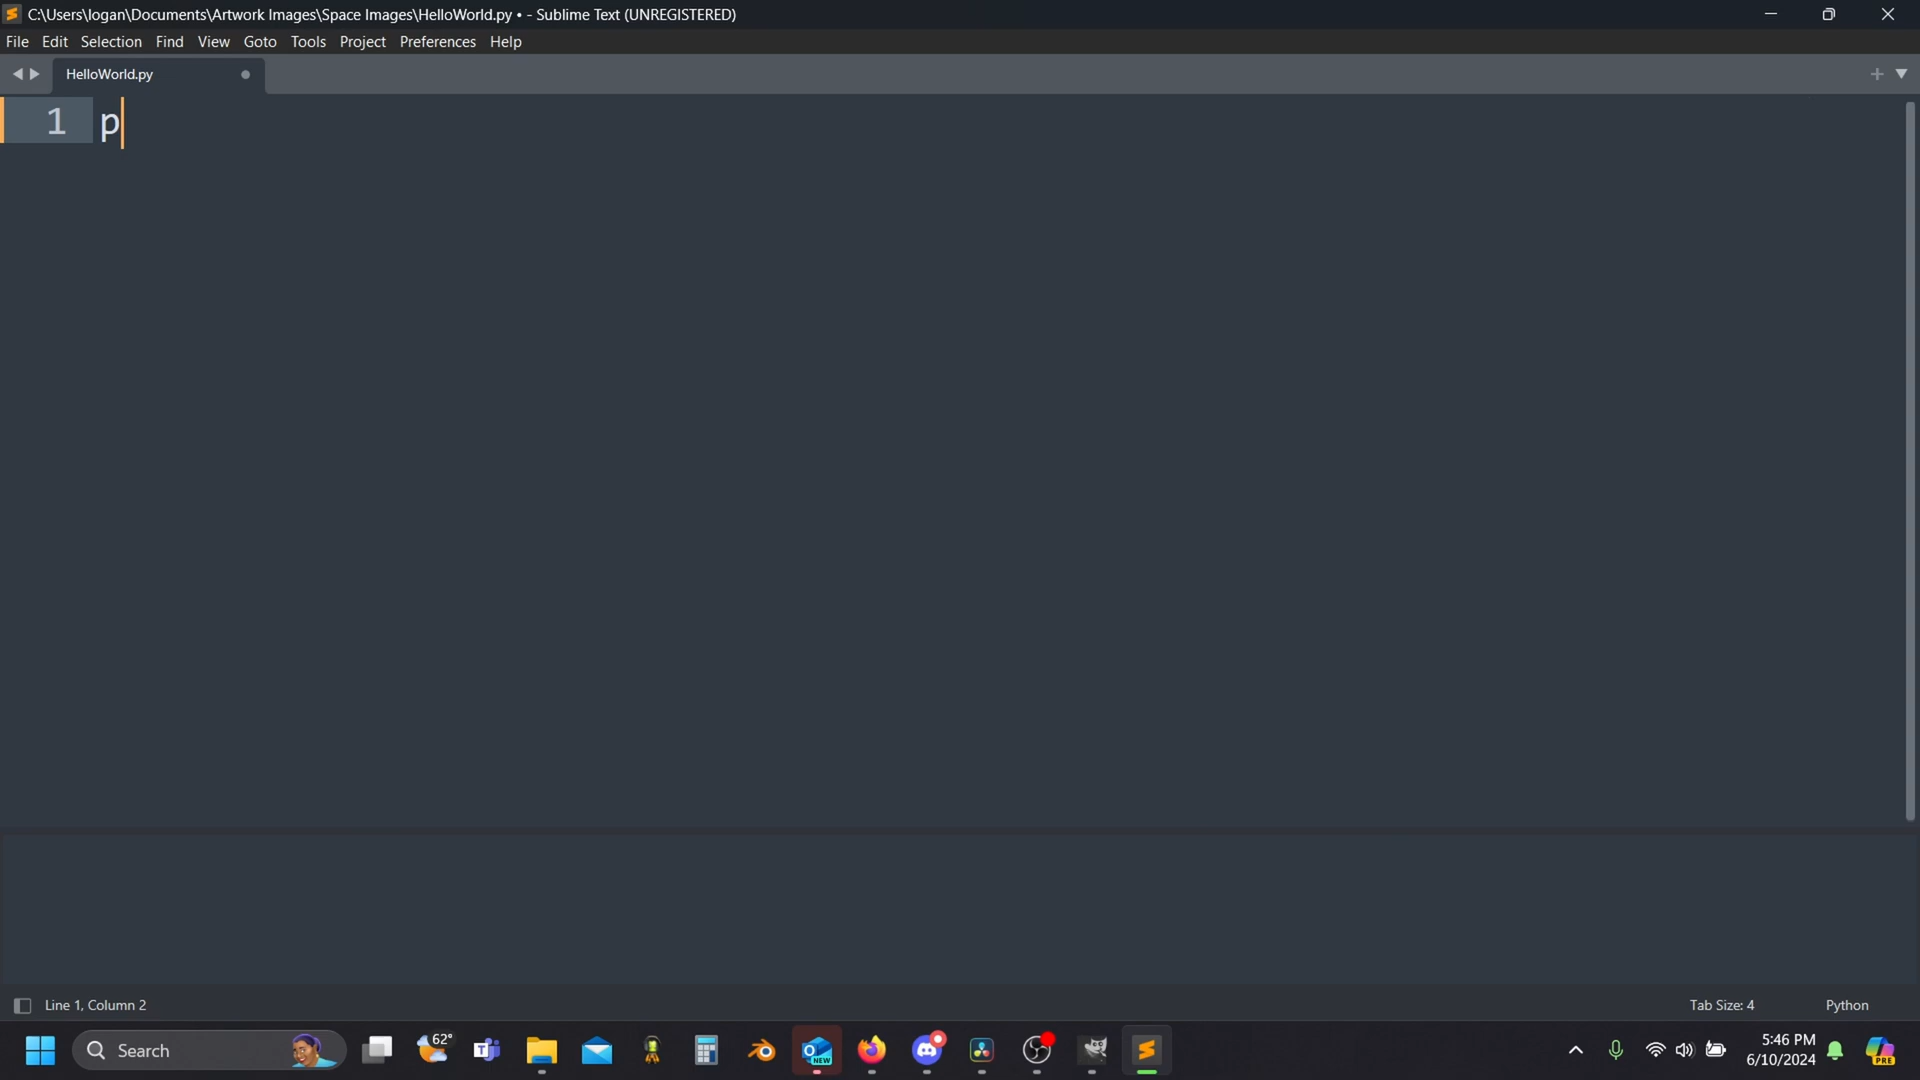 C:\Users\logan\Documents\Artwork Images\Space Images\HelloWorld.py • - Sublime Text (UNREGISTERED)
File Edit Selection Find View Goto Tools Project Preferences Help
HelloWorld.py
1 p
Line 1, Column 2 Tab Size: 4 Python
Search 62° NEW 5:46 PM PRE
6/10/2024